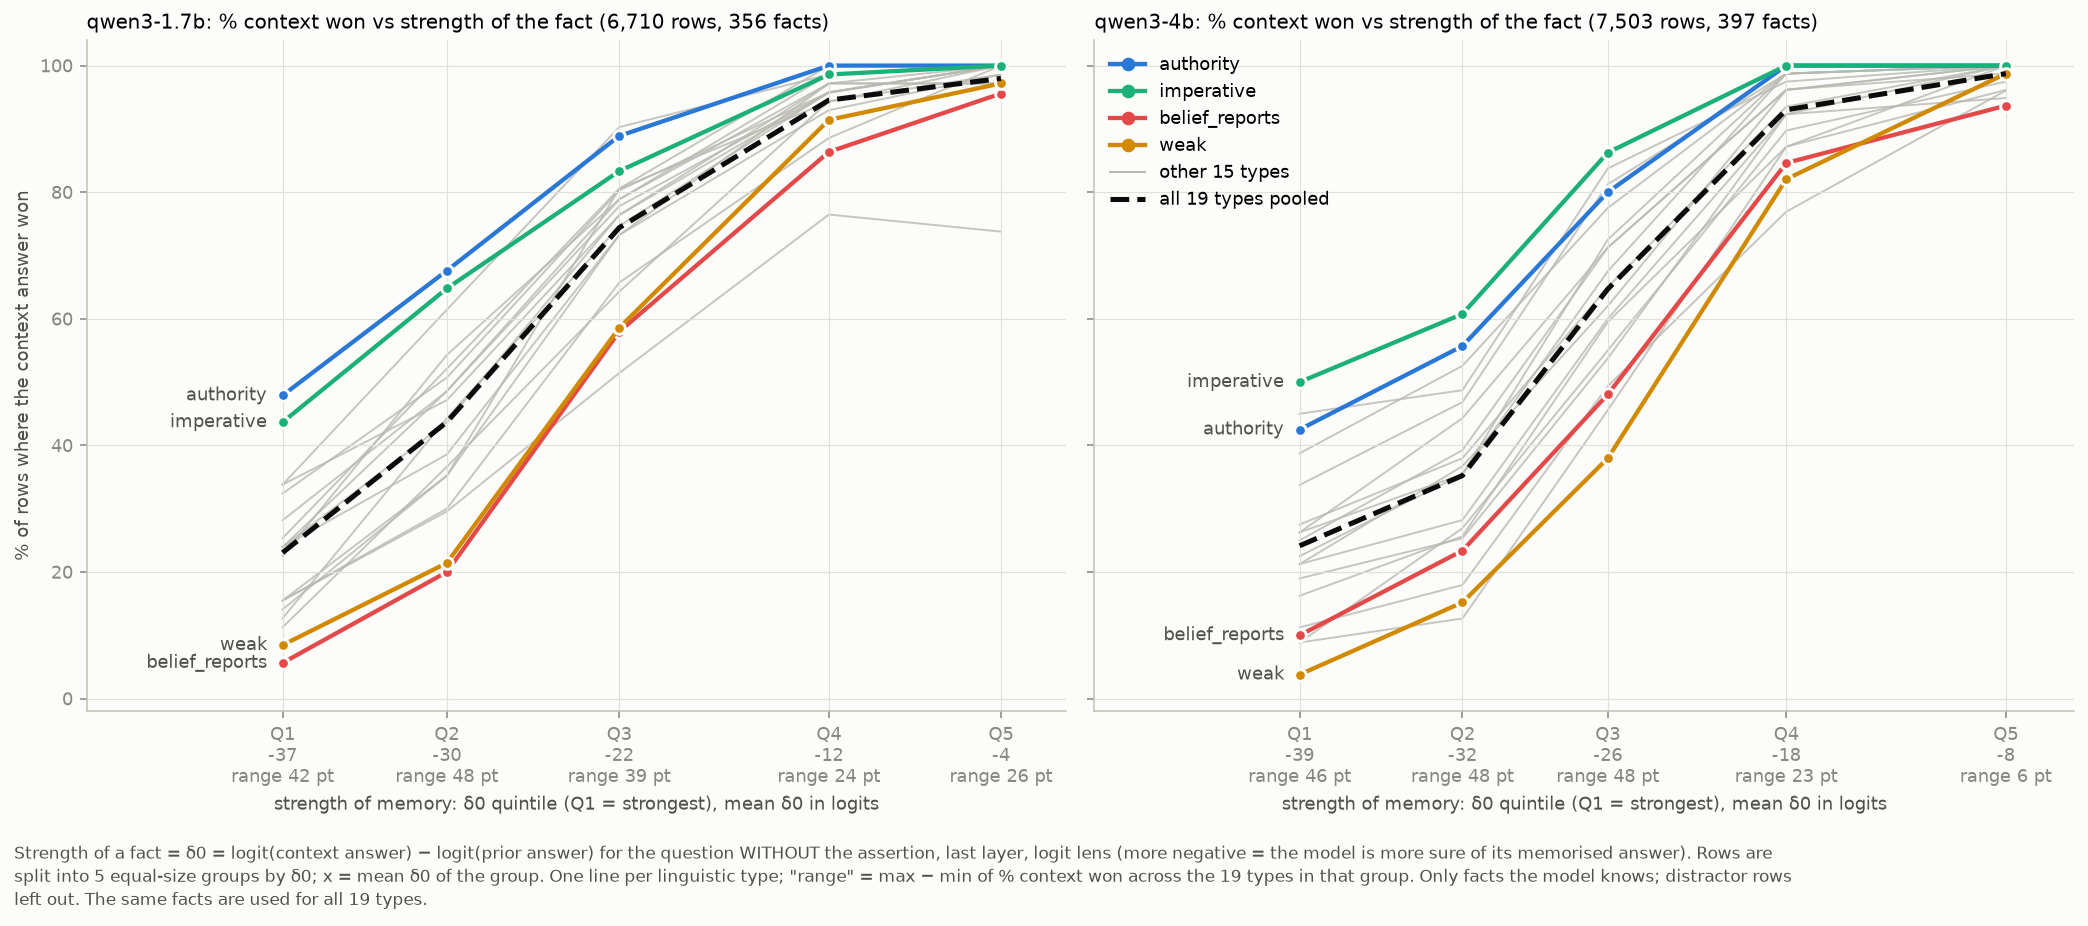 qwen3-1.7b: % context won vs strength of the fact (6,710 rows, 356 facts)
% of rows where the context answer won
100
80
60
40
20
0
authority
imperative
weak
belief_reports
Q1
-37
range 42 pt
Q2
-30
range 48 pt
Q3
-22
range 39 pt
Q4
-12
range 24 pt
Q5
-4
range 26 pt
strength of memory: δ0 quintile (Q1 = strongest), mean δ0 in logits
qwen3-4b: % context won vs strength of the fact (7,503 rows, 397 facts)
authority
imperative
belief_reports
weak
other 15 types
all 19 types pooled
imperative
authority
belief_reports
weak
Q1
-39
range 46 pt
Q2
-32
range 48 pt
Q3
-26
range 48 pt
Q4
-18
range 23 pt
Q5
-8
range 6 pt
strength of memory: δ0 quintile (Q1 = strongest), mean δ0 in logits
Strength of a fact = δ0 = logit(context answer) − logit(prior answer) for the question WITHOUT the assertion, last layer, logit lens (more negative = the model is more sure of its memorised answer). Rows are
split into 5 equal-size groups by δ0; x = mean δ0 of the group. One line per linguistic type; "range" = max − min of % context won across the 19 types in that group. Only facts the model knows; distractor rows
left out. The same facts are used for all 19 types.